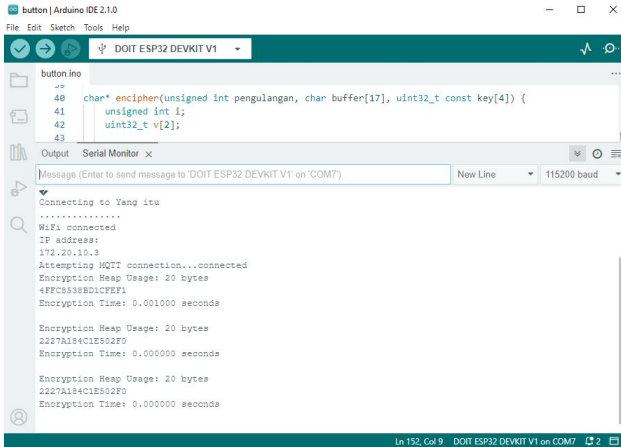 button | Arduino IDE 2.1.0
File Edit Sketch Tools Help
DOIT ESP32 DEVKIT V1
button.ino
39
40 char* encipher(unsigned int pengulangan, char buffer[17], uint32_t const key[4]) {
41 unsigned int i;
42 uint32_t v[2];
43
Output Serial Monitor
Message (Enter to send message to 'DOIT ESP32 DEVKIT V1' on 'COM7')
New Line 115200 baud
Connecting to Yang itu
...............
WiFi connected
IP address:
172.20.10.3
Attempting MQTT connection...connected
Encryption Heap Usage: 20 bytes
4FFC8538BD1CFEF1
Encryption Time: 0.001000 seconds
Encryption Heap Usage: 20 bytes
2227A184C1E502F0
Encryption Time: 0.000000 seconds
Encryption Heap Usage: 20 bytes
2227A184C1E502F0
Encryption Time: 0.000000 seconds
Ln 152, Col 9 DOIT ESP32 DEVKIT V1 on COM7 2